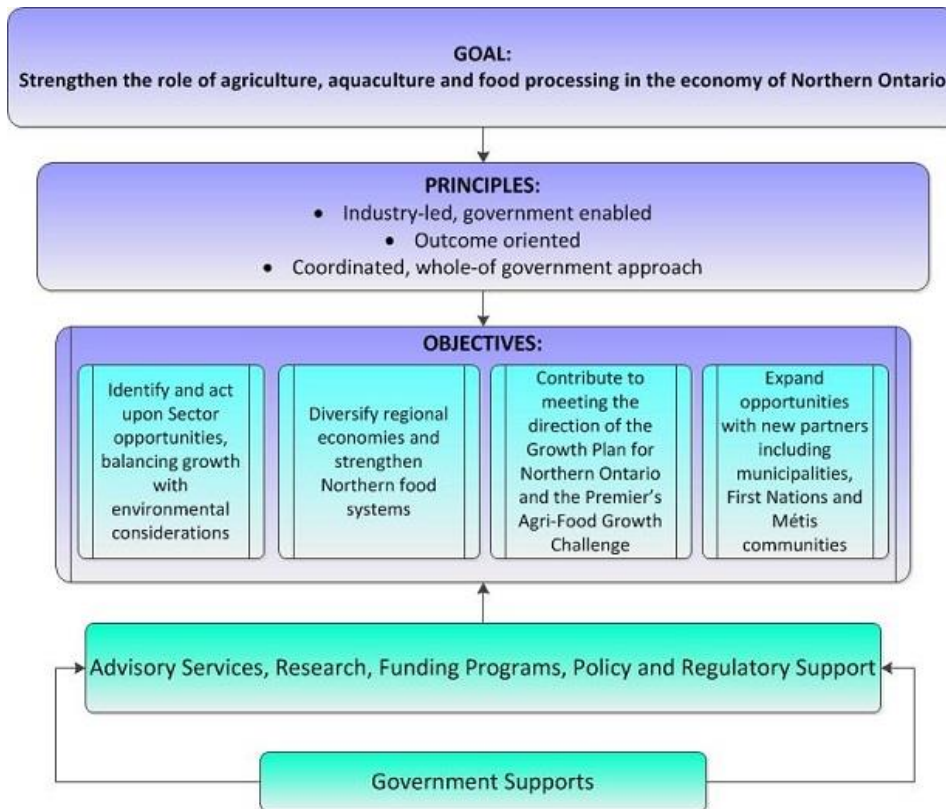 GOAL:
Strengthen the role of agriculture, aquaculture and food processing in the economy of Northern Ontario
PRINCIPLES:
• Industry-led, government enabled
• Outcome oriented
• Coordinated, whole-of government approach
OBJECTIVES:
Identify and act
upon Sector
opportunities,
balancing growth
with
environmental
considerations
Diversify regional
economies and
strengthen
Northern food
systems
Contribute to
meeting the
direction of the
Growth Plan for
Northern Ontario
and the Premier's
Agri-Food Growth
Challenge
Expand
opportunities
with new partners
including
municipalities,
First Nations and
Métis
communities
Advisory Services, Research, Funding Programs, Policy and Regulatory Support
Government Supports